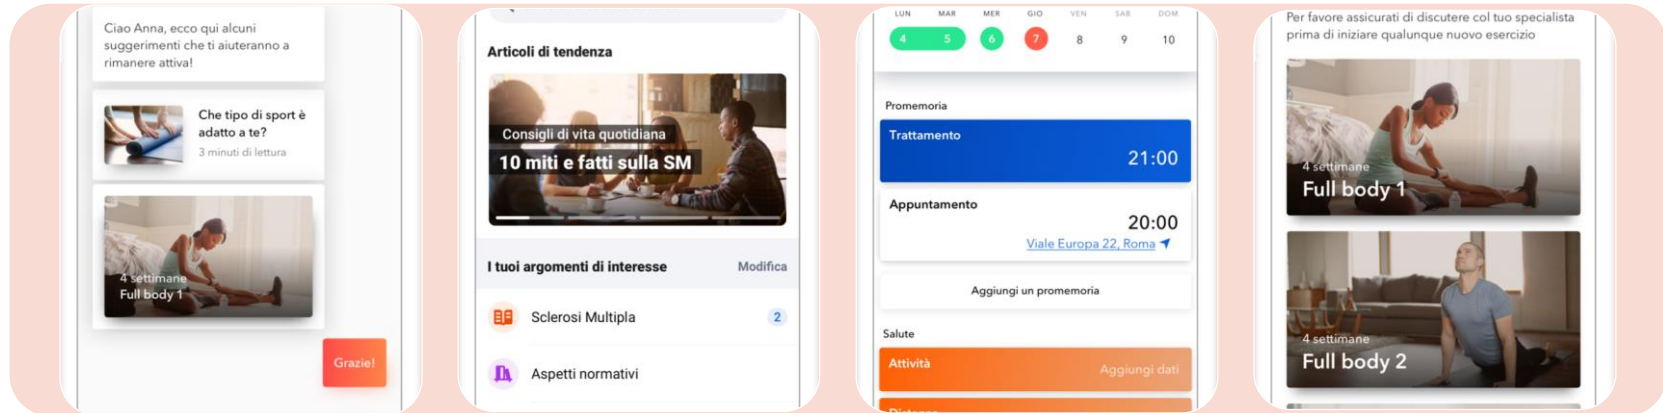 Ciao Anna, ecco qui alcuni
suggerimenti che ti aiuteranno a
rimanere attiva!
Che tipo di sport è
adatto a te?
3 minuti di lettura
4 settimane
Full body 1
Grazie!
Articoli di tendenza
Consigli di vita quotidiana
10 miti e fatti sulla SM
I tuoi argomenti di interesse
Modifica
Sclerosi Multipla
2
Aspetti normativi
LUN MAR MER GIO VEN SAB DOM
4 5 6 7 8 9 10
Promemoria
Trattamento
21:00
Appuntamento
20:00
Viale Europa 22, Roma
Aggiungi un promemoria
Salute
Attività
Aggiungi dati
Per favore assicurati di discutere col tuo specialista
prima di iniziare qualunque nuovo esercizio
4 settimane
Full body 1
4 settimane
Full body 2